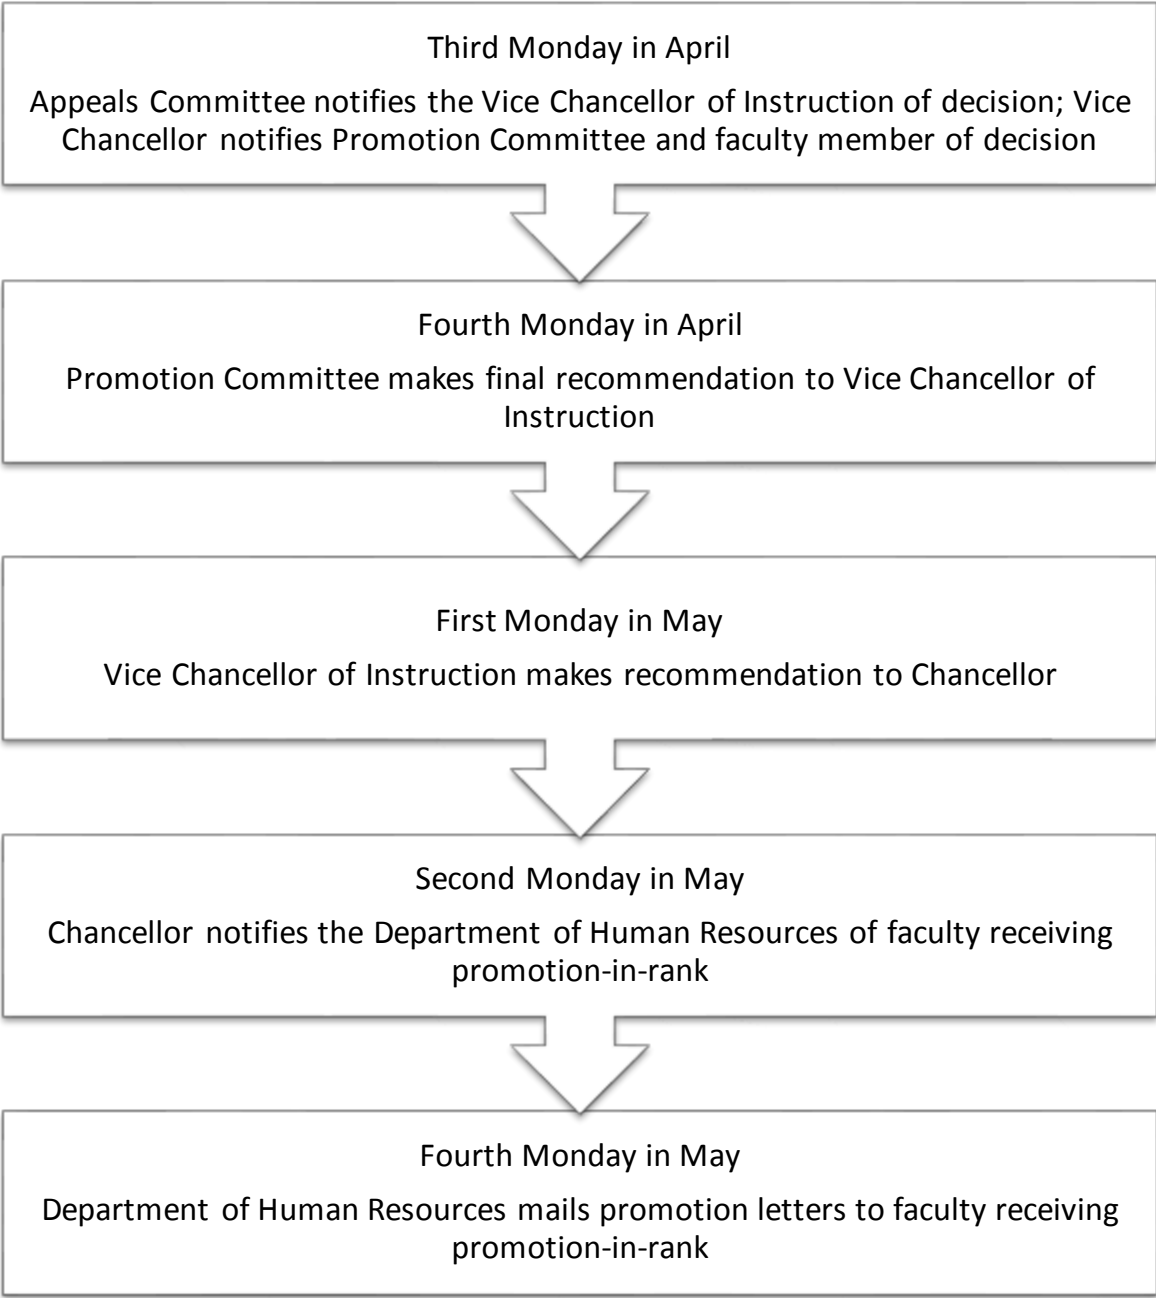 Third Monday in April
Appeals Committee notifies the Vice Chancellor of Instruction of decision; Vice
Chancellor notifies Promotion Committee and faculty member of decision
Fourth Monday in April
Promotion Committee makes final recommendation to Vice Chancellor of
Instruction
First Monday in May
Vice Chancellor of Instruction makes recommendation to Chancellor
Second Monday in May
Chancellor notifies the Department of Human Resources of faculty receiving
promotion-in-rank
Fourth Monday in May
Department of Human Resources mails promotion letters to faculty receiving
promotion-in-rank